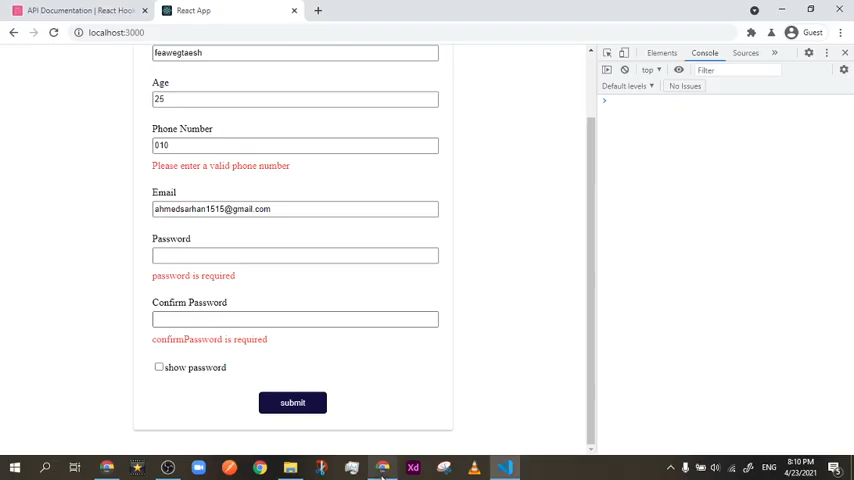 API Documentation | React Hook
React App
localhost:3000
Guest
feawegtaesh
Elements Console Sources
Age
top
Filter
25
Default levels
No Issues
Phone Number
010
Please enter a valid phone number
Email
ahmedsarhan1515@gmail.com
Password
password is required
Confirm Password
confirmPassword is required
show password
submit
Xd
ENG
8:10 PM
4/23/2021